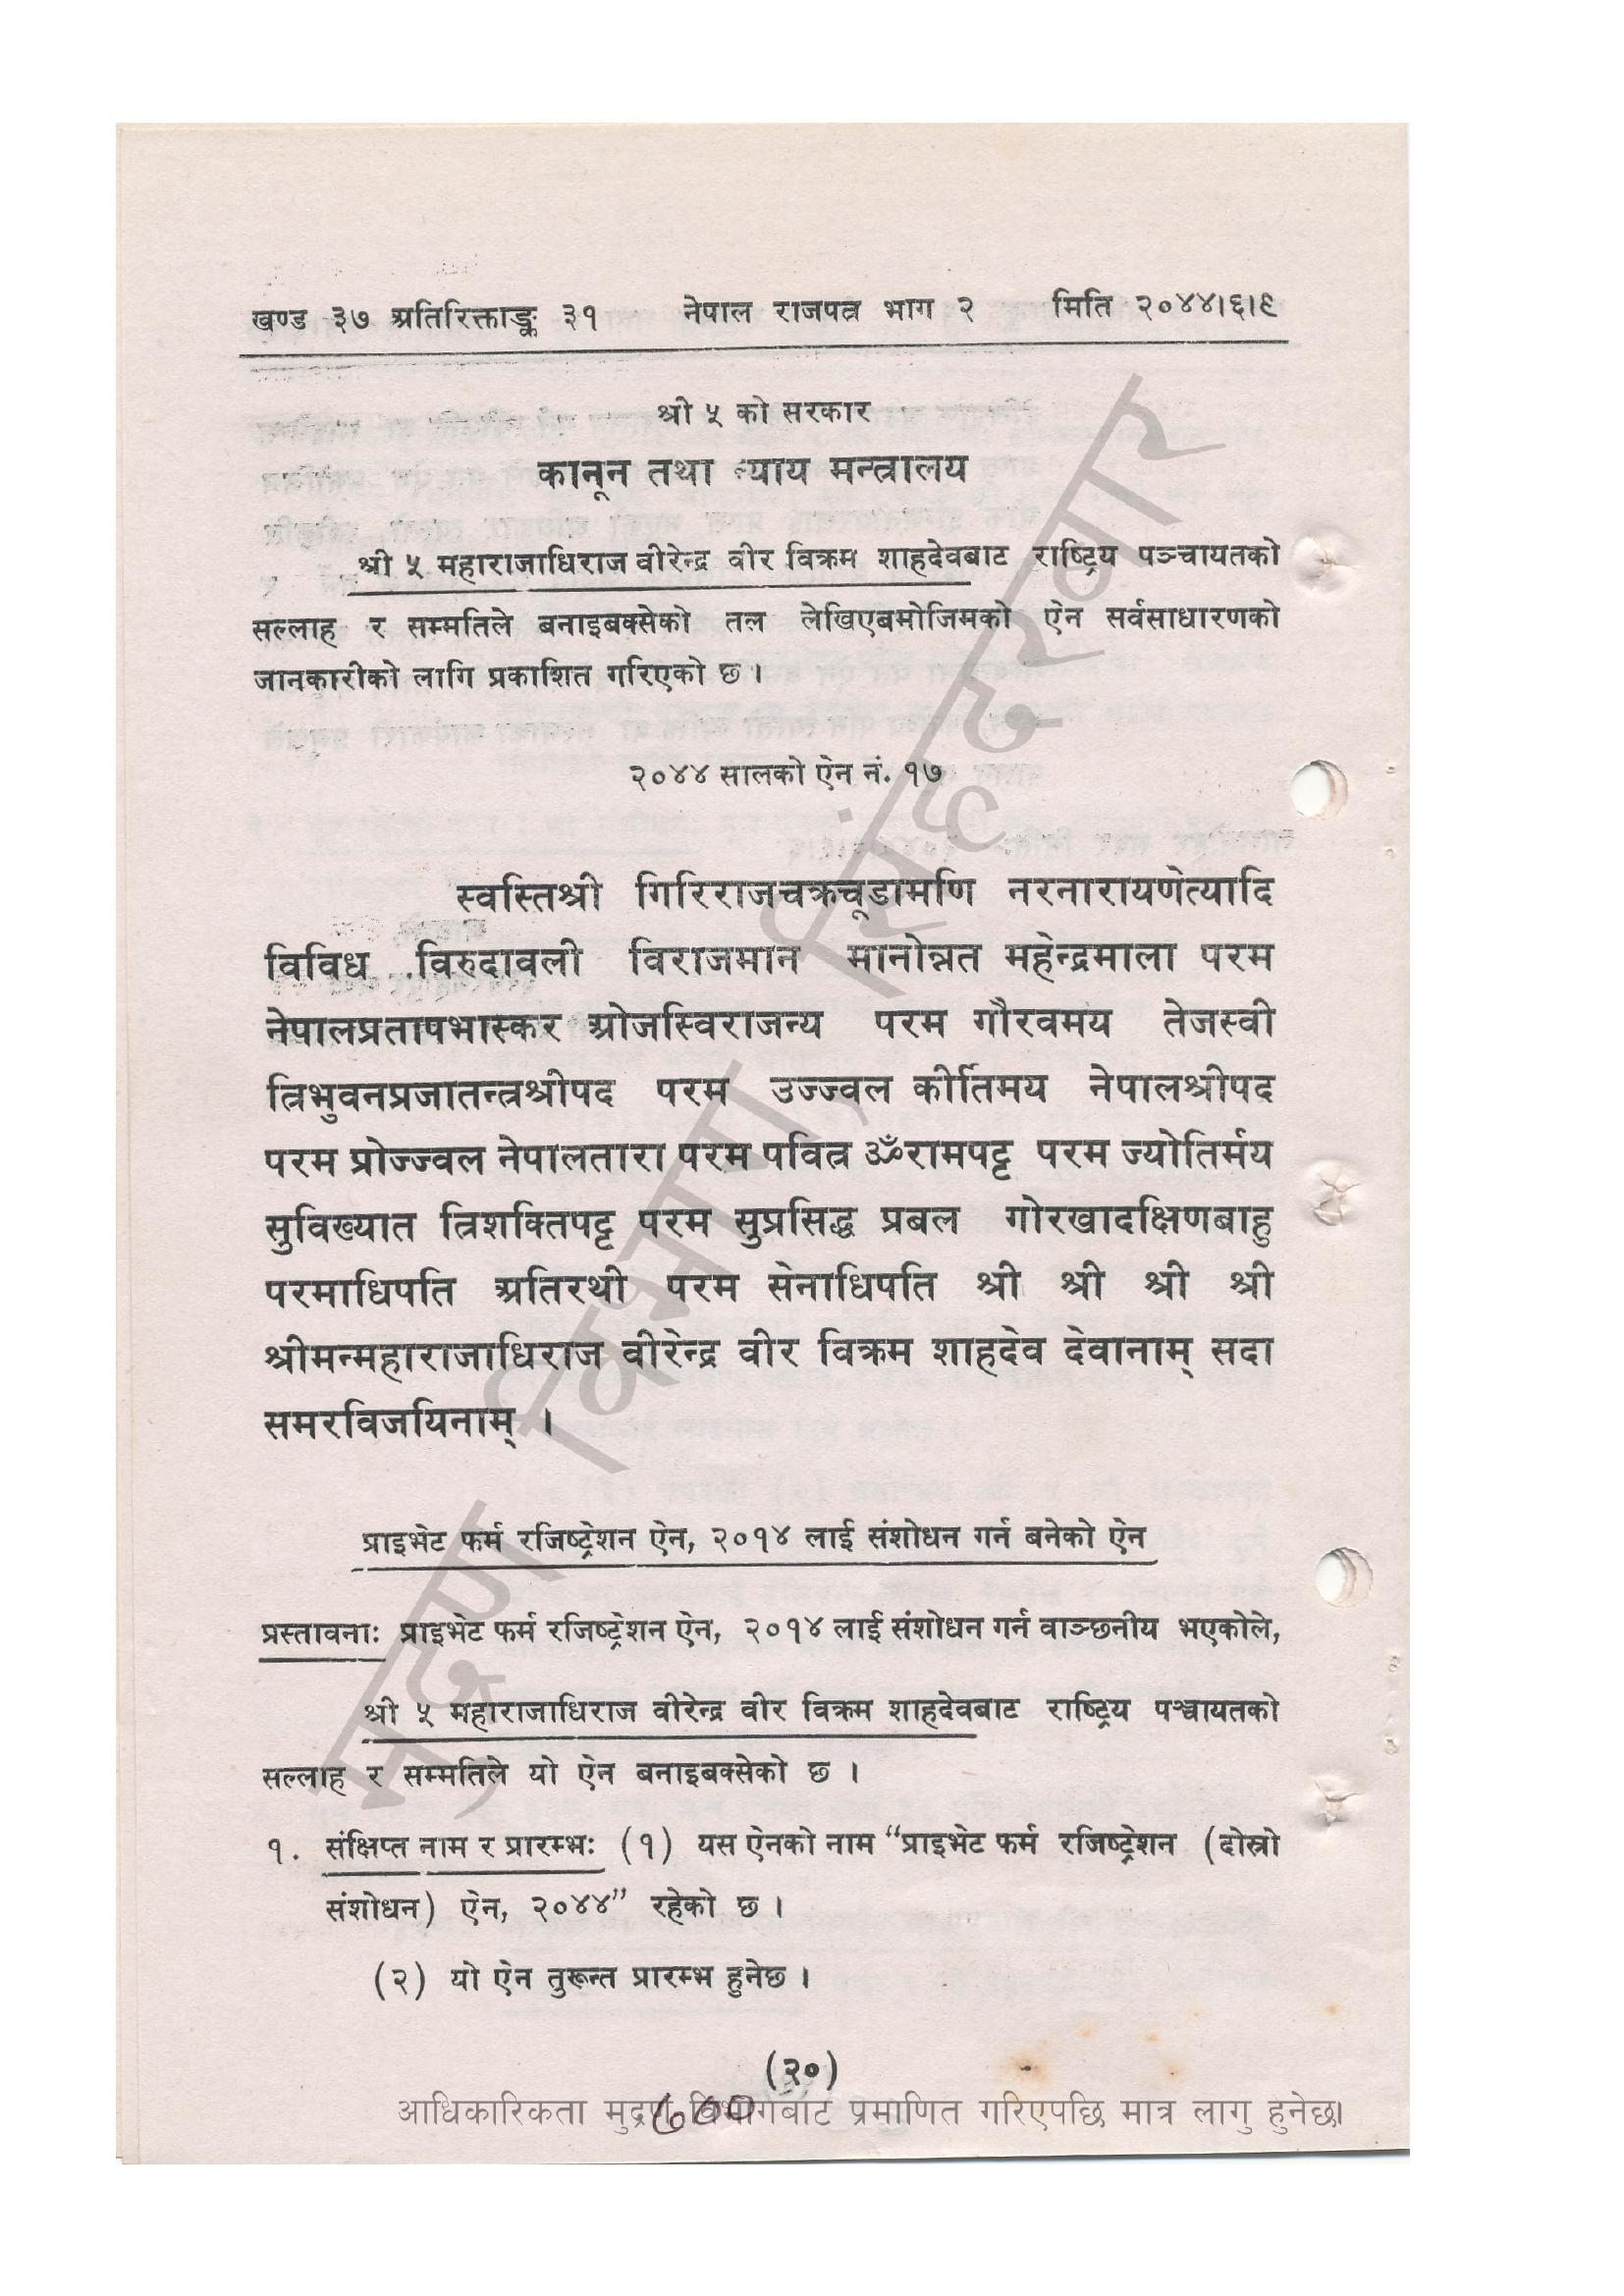 खण्ड ३७ अतिरिक्ताङ्क ३१ नेपाल राजपत्र भाग २ मिति २०४४।६।९
श्री ५ को सरकार
कानून तथा न्याय मन्त्रालय
श्री ५ महाराजाधिराज वीरेन्द्र वीर विक्रम शाहदेवबाट राष्ट्रिय पञ्चायतको
सल्लाह र सम्मतिले बनाइबक्सेको तल लेखिएबमोजिमको ऐन सर्वसाधारणको
जानकारीको लागि प्रकाशित गरिएको छ ।
२०४४ सालको ऐन नं. १७
स्वस्तिश्री गिरिराजचक्रचूडामणि नरनारायणेत्यादि
विविध विरुदावली विराजमान मानोन्नत महेन्द्रमाला परम
नेपालप्रतापभास्कर ओजस्विराजन्य परम गौरवमय तेजस्वी
त्रिभुवनप्रजातन्त्रश्रीपद परम उज्ज्वल कीर्तिमय नेपालश्रीपद
परम प्रोज्ज्वल नेपालतारा परम पवित्र ॐरामपट्ट परम ज्योतिर्मय
सुविख्यात त्रिशक्तिपट्ट परम सुप्रसिद्ध प्रबल गोरखादक्षिणबाहु
परमाधिपति अतिरथी परम सेनाधिपति श्री श्री श्री श्री
श्रीमन्महाराजाधिराज वीरेन्द्र वीर विक्रम शाहदेव देवानाम् सदा
समरविजयिनाम् ।
प्राइभेट फर्म रजिष्ट्रेशन ऐन, २०१४ लाई संशोधन गर्न बनेको ऐन
प्रस्तावनाः प्राइभेट फर्म रजिष्ट्रेशन ऐन, २०१४ लाई संशोधन गर्न वाञ्छनीय भएकोले,
श्री ५ महाराजाधिराज वीरेन्द्र वीर विक्रम शाहदेवबाट राष्ट्रिय पञ्चायतको
सल्लाह र सम्मतिले यो ऐन बनाइबक्सेको छ ।
१. संक्षिप्त नाम र प्रारम्भः (१) यस ऐनको नाम “प्राइभेट फर्म रजिष्ट्रेशन (दोस्रो
संशोधन) ऐन, २०४४” रहेको छ ।
(२) यो ऐन तुरून्त प्रारम्भ हुनेछ ।
(२०)
७००
आधिकारिकता मुद्रण विभागबाट प्रमाणित गरिएपछि मात्र लागु हुनेछ।
मुद्रण विभाग, सिंहदरबार